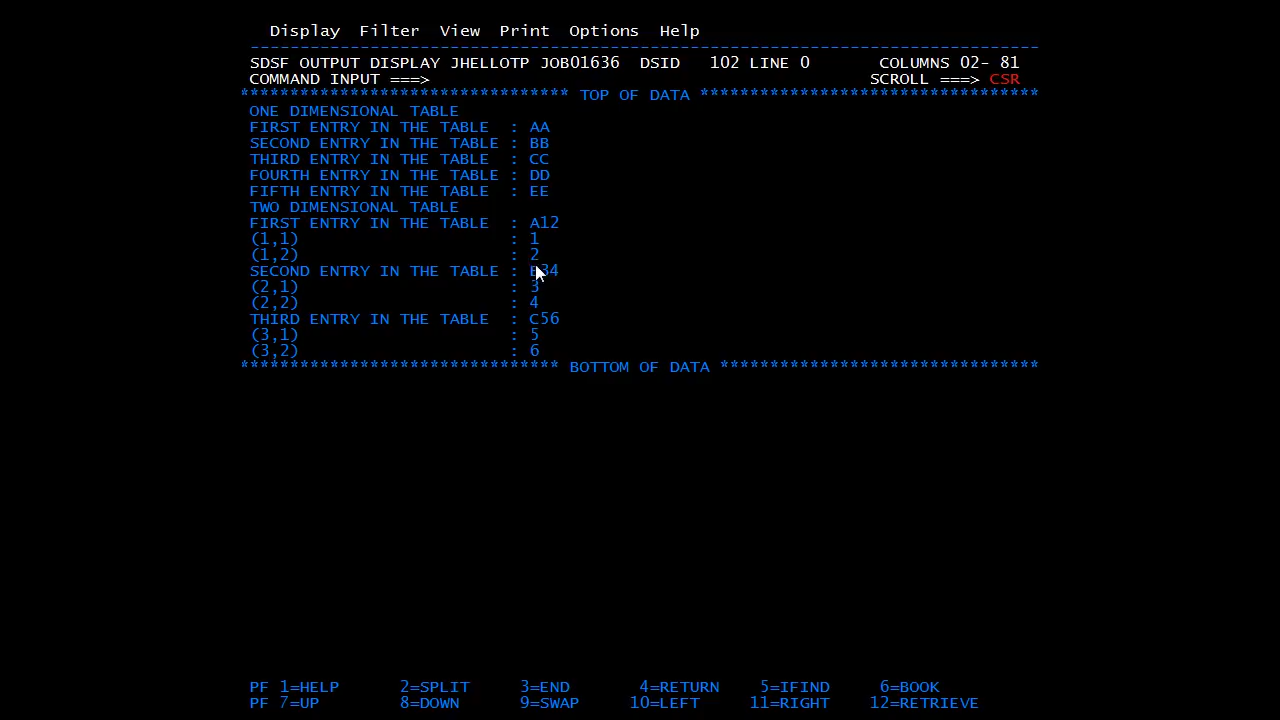 Display  Filter  View  Print  Options  Help
-------------------------------------------------------------------------------
SDSF OUTPUT DISPLAY JHELLOTP JOB01636  DSID   102 LINE 0       COLUMNS 02- 81
COMMAND INPUT ===>                                            SCROLL ===> CSR
********************************* TOP OF DATA **********************************
ONE DIMENSIONAL TABLE
FIRST ENTRY IN THE TABLE  : AA
SECOND ENTRY IN THE TABLE : BB
THIRD ENTRY IN THE TABLE  : CC
FOURTH ENTRY IN THE TABLE : DD
FIFTH ENTRY IN THE TABLE  : EE
TWO DIMENSIONAL TABLE
FIRST ENTRY IN THE TABLE  : A12
(1,1)                     : 1
(1,2)                     : 2
SECOND ENTRY IN THE TABLE : 34
(2,1)                     : 3
(2,2)                     : 4
THIRD ENTRY IN THE TABLE  : C56
(3,1)                     : 5
(3,2)                     : 6
******************************** BOTTOM OF DATA ********************************
PF 1=HELP      2=SPLIT     3=END       4=RETURN    5=IFIND     6=BOOK
PF 7=UP        8=DOWN      9=SWAP     10=LEFT     11=RIGHT    12=RETRIEVE